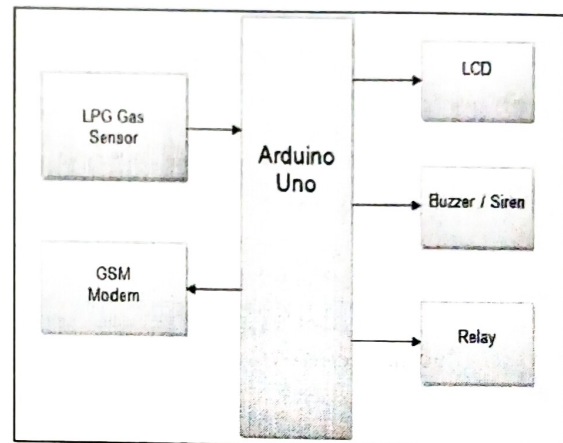 LPG Gas
Sensor
GSM
Modem
Arduino
Uno
LCD
Buzzer / Siren
Relay